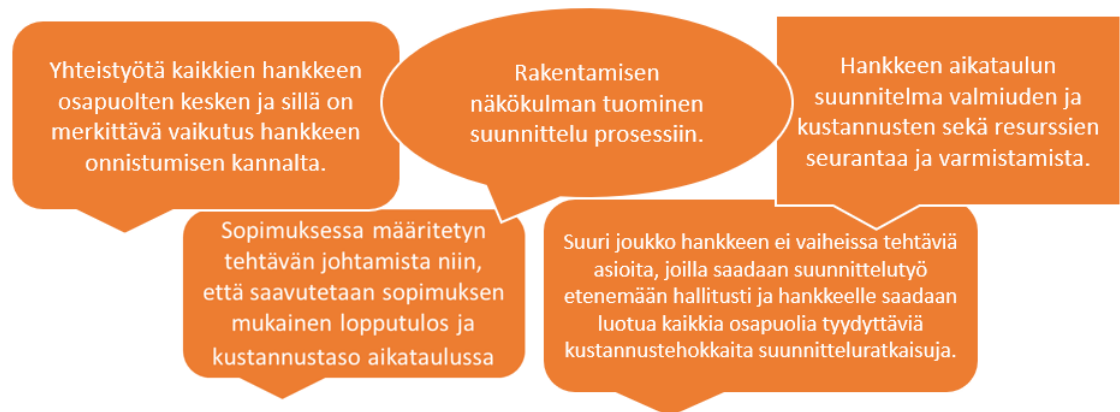 Yhteistyötä kaikkien hankkeen
osapuolten kesken ja sillä on
merkittävä vaikutus hankkeen
onnistumisen kannalta.
Rakentamisen
näkökulman tuominen
suunnittelu prosessiin.
Hankkeen aikataulun
suunnitelma valmiuden ja
kustannusten sekä resurssien
seurantaa ja varmistamista.
Sopimuksessa määritetyn
tehtävän johtamista niin,
että saavutetaan sopimuksen
mukainen lopputulos ja
kustannustaso aikataulussa
Suuri joukko hankkeen ei vaiheissa tehtäviä
asioita, joilla saadaan suunnittelutyö
etenemään hallitusti ja hankkeelle saadaan
luotua kaikkia osapuolia tyydyttäviä
kustannustehokkaita suunnitteluratkaisuja.